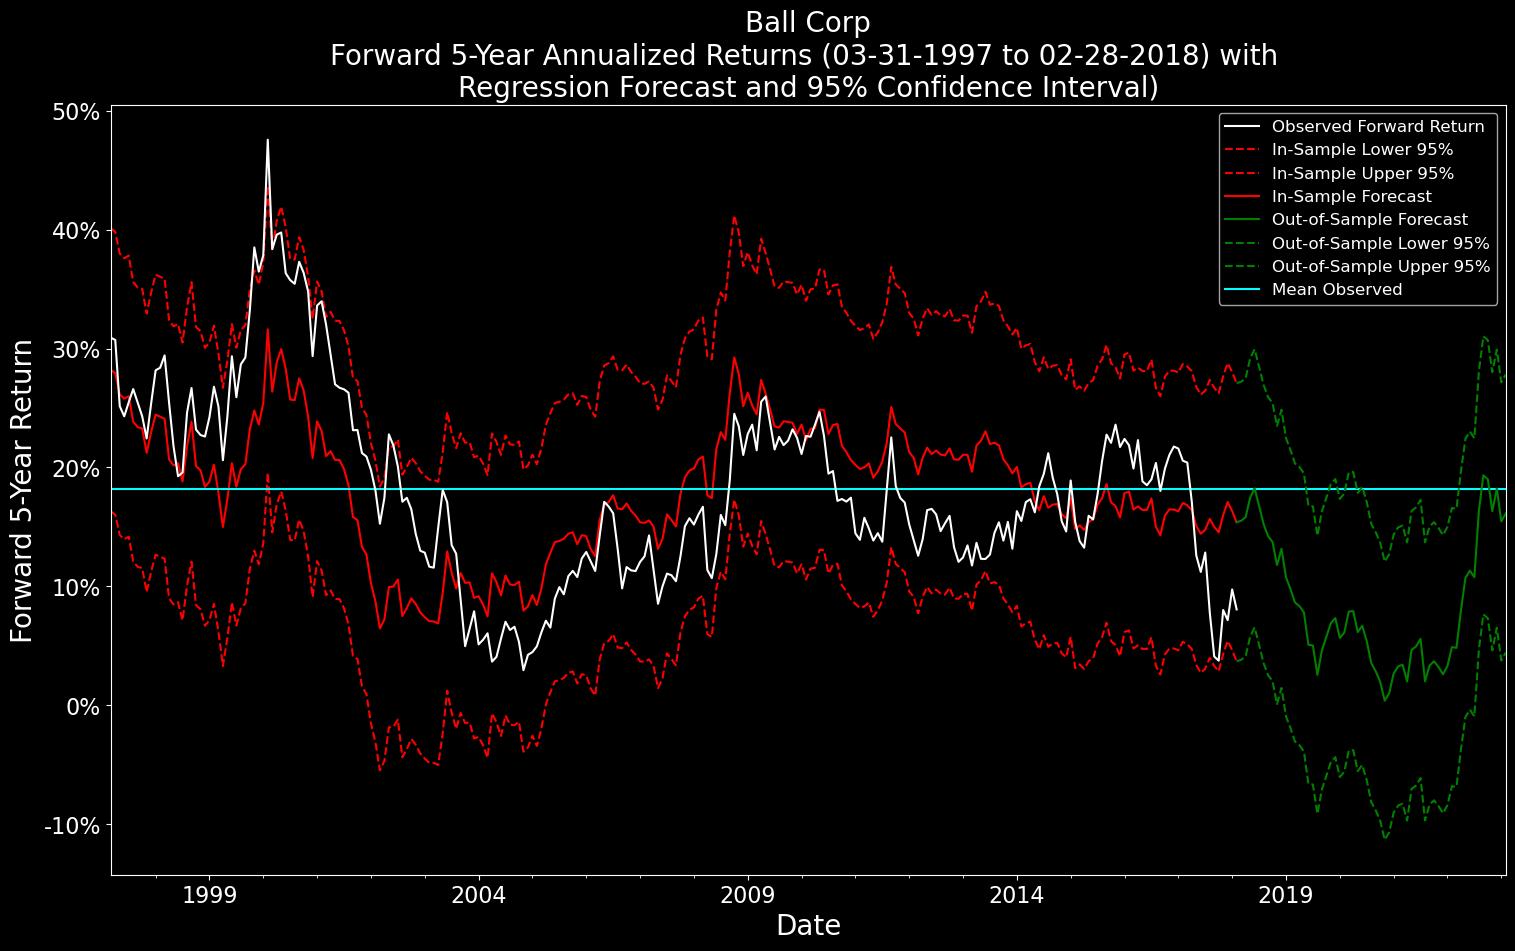 Ball Corp
Forward 5-Year Annualized Returns (03-31-1997 to 02-28-2018) with
Regression Forecast and 95% Confidence Interval)
Forward 5-Year Return
50%
40%
30%
20%
10%
0%
-10%
Observed Forward Return
In-Sample Lower 95%
In-Sample Upper 95%
In-Sample Forecast
Out-of-Sample Forecast
Out-of-Sample Lower 95%
Out-of-Sample Upper 95%
Mean Observed
1999
2004
2009
2014
2019
Date